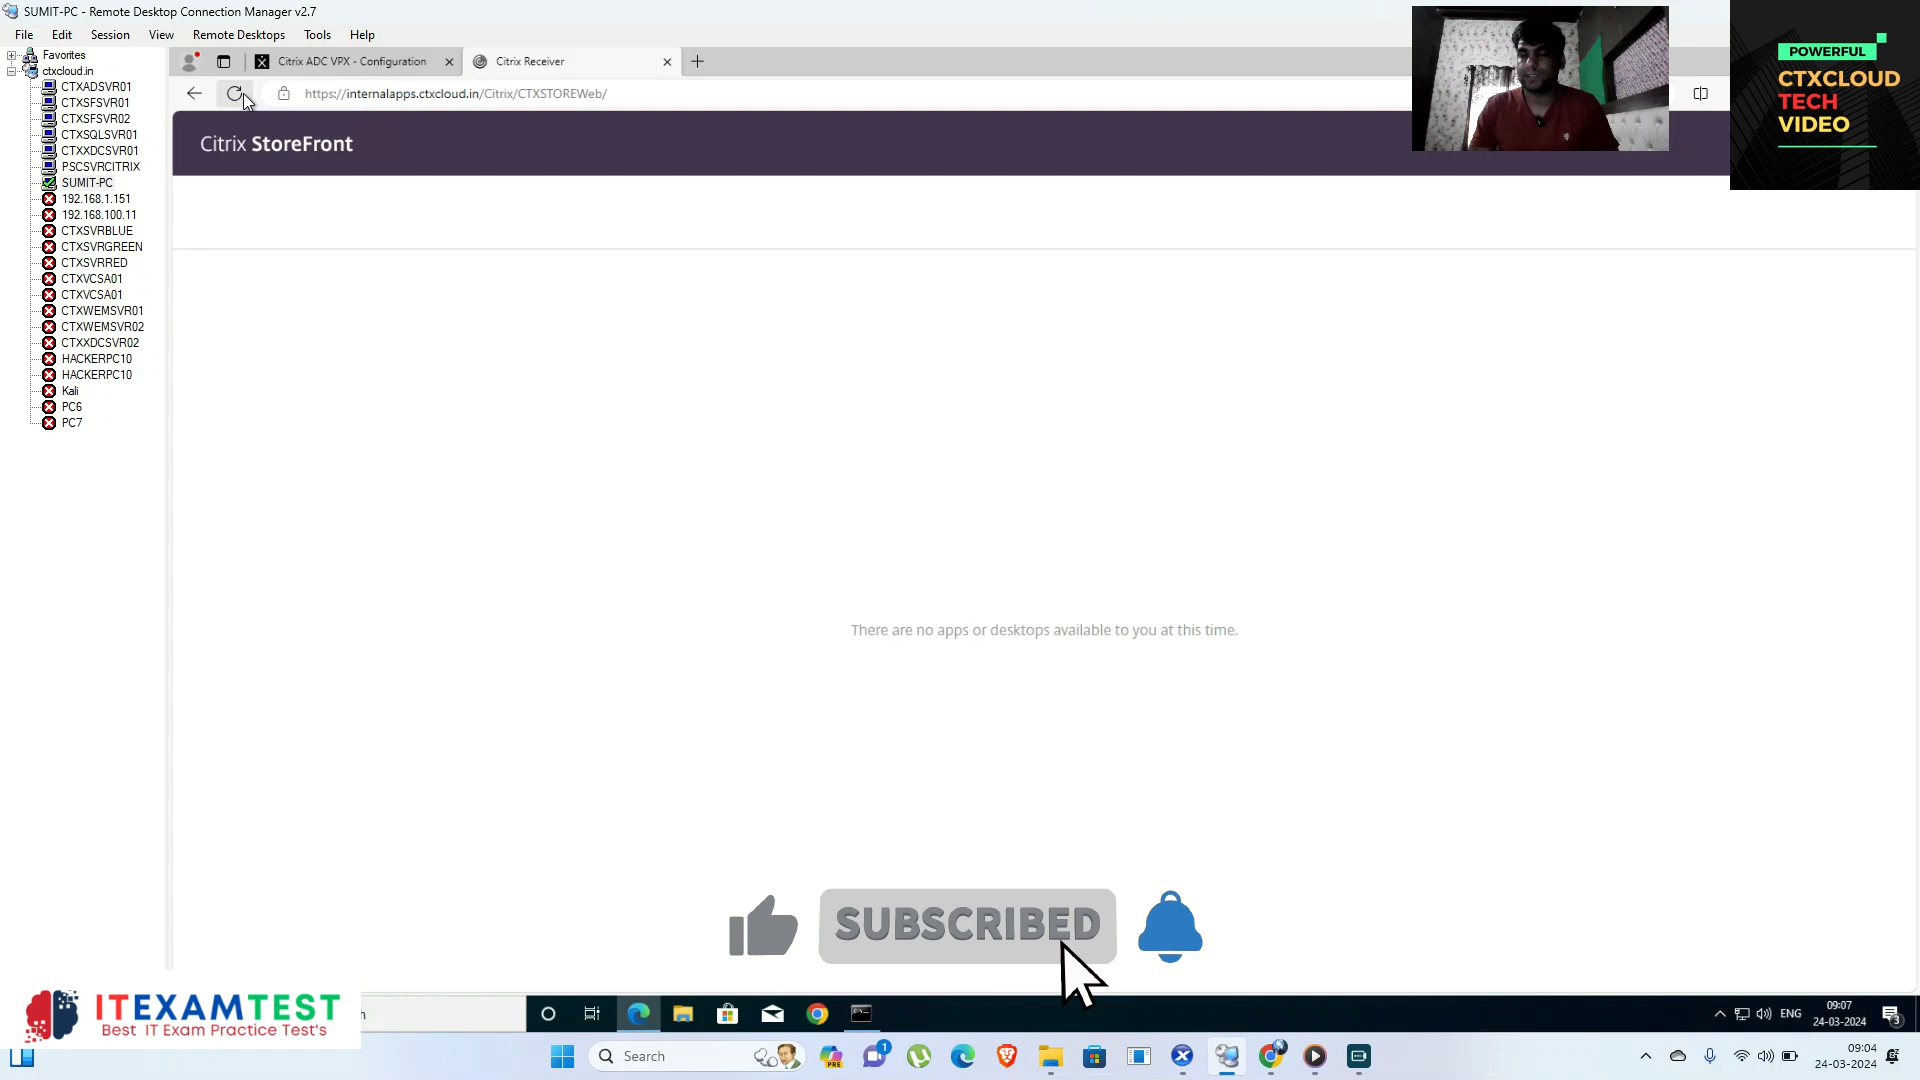 SUMIT-PC - Remote Desktop Connection Manager v2.7
File Edit Session View Remote Desktops Tools Help
Favorites
ctxcloud.in
CTXADSVR01
CTXSFSVR01
CTXSFSVR02
CTXSQLSVR01
CTXXDCSVR01
PSCSVRCITRIX
SUMIT-PC
192.168.1.151
192.168.100.11
CTXSVRBLUE
CTXSVRGREEN
CTXSVRRED
CTXVCSA01
CTXVCSA01
CTXWEMSVR01
CTXWEMSVR02
CTXXDCSVR02
HACKERPC10
HACKERPC10
Kali
PC6
PC7
Citrix ADC VPX - Configuration
Citrix Receiver
https://internalapps.ctxcloud.in/Citrix/CTXSTOREWeb/
Citrix StoreFront
POWERFUL
CTXCLOUD
TECH
VIDEO
There are no apps or desktops available to you at this time.
SUBSCRIBED
ITEXAMTEST
Best IT Exam Practice Test's
h
ENG
09:07
24-03-2024
3
Search
PRE
1
09:04
24-03-2024